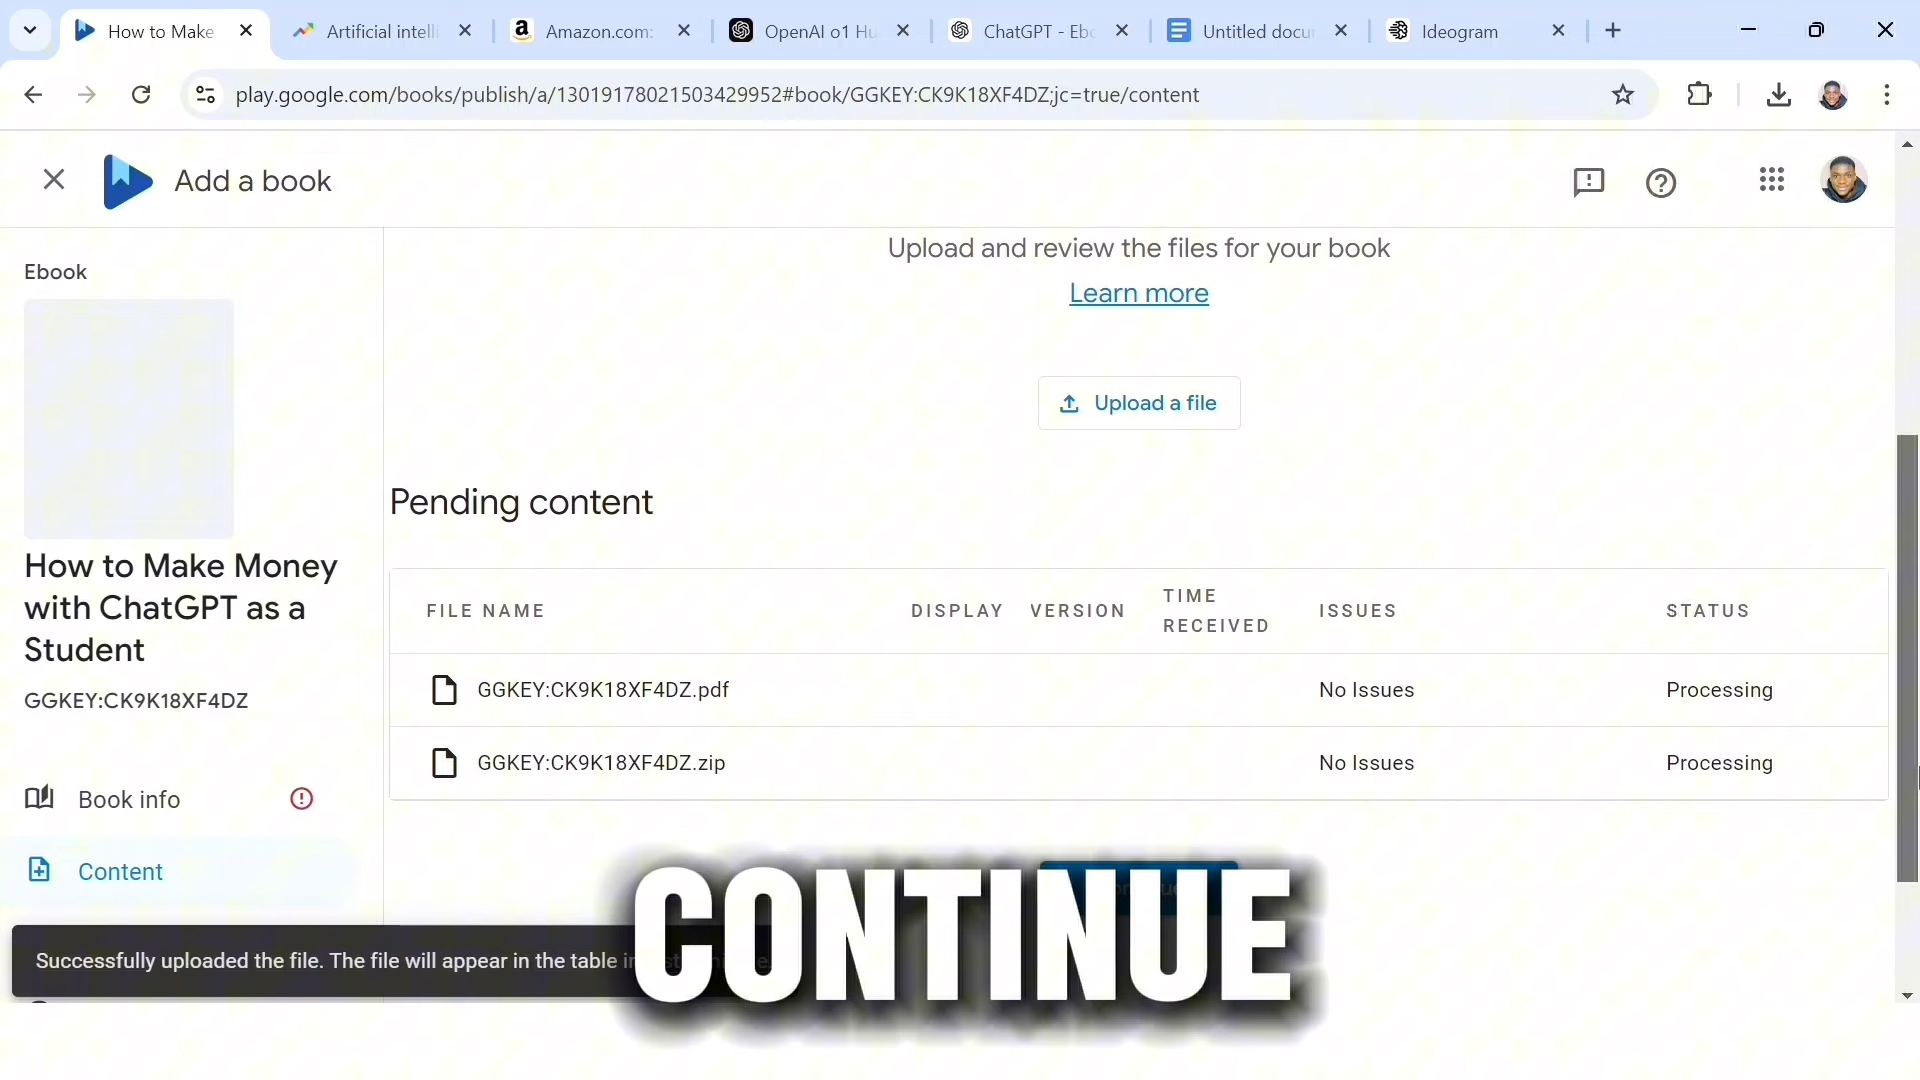 How to Make
Artificial intelli
Amazon.com:
OpenAI o1 Hu
ChatGPT - Ebc
Untitled docu
Ideogram
play.google.com/books/publish/a/13019178021503429952#book/GGKEY:CK9K18XF4DZ;jc=true/content
Add a book
Upload and review the files for your book
Learn more
Upload a file
Ebook
How to Make Money
with ChatGPT as a
Student
GGKEY:CK9K18XF4DZ
Book info
Content
Pending content
FILE NAME DISPLAY VERSION TIME RECEIVED ISSUES STATUS
GGKEY:CK9K18XF4DZ.pdf No Issues Processing
GGKEY:CK9K18XF4DZ.zip No Issues Processing
Successfully uploaded the file. The file will appear in the table
CONTINUE